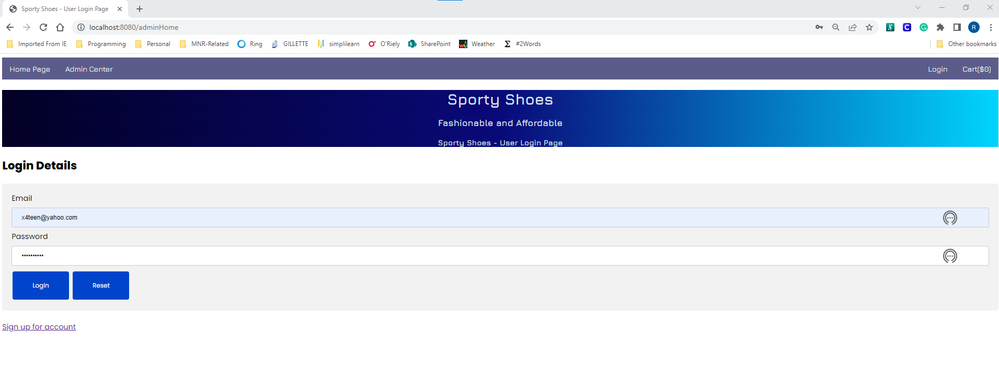 Sporty Shoes - User Login Page
localhost:8080/adminHome
R
Imported From IE Programming Personal MNR-Related Ring GILLETTE simplilearn O'Riely SharePoint Weather #2Words Other bookmarks
Home Page Admin Center Login Cart($0)
Sporty Shoes
Fashionable and Affordable
Sporty Shoes - User Login Page
Login Details
Email
x4teen@yahoo.com
Password
••••••••••
Login Reset
Sign up for account